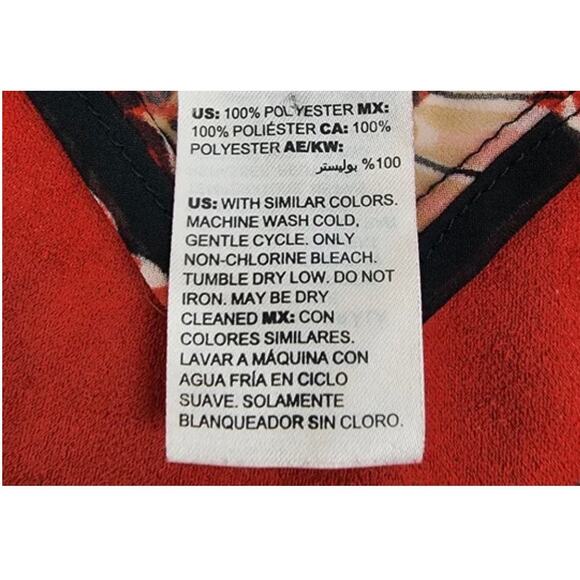 US: 100% POLYESTER MX:
100% POLIÉSTER CA: 100%
POLYESTER AE/KW:
100% بوليستر
US: WITH SIMILAR COLORS.
MACHINE WASH COLD,
GENTLE CYCLE. ONLY
NON-CHLORINE BLEACH.
TUMBLE DRY LOW. DO NOT
IRON. MAY BE DRY
CLEANED MX: CON
COLORES SIMILARES.
LAVAR A MÁQUINA CON
AGUA FRÍA EN CICLO
SUAVE. SOLAMENTE
BLANQUEADOR SIN CLORO.